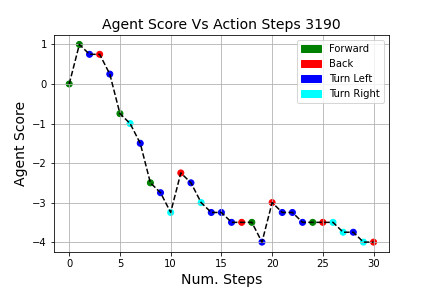 Agent Score Vs Action Steps 3190
Forward
Back
Turn Left
Turn Right
Agent Score
1
0
−1
−2
−3
−4
0 5 10 15 20 25 30
Num. Steps